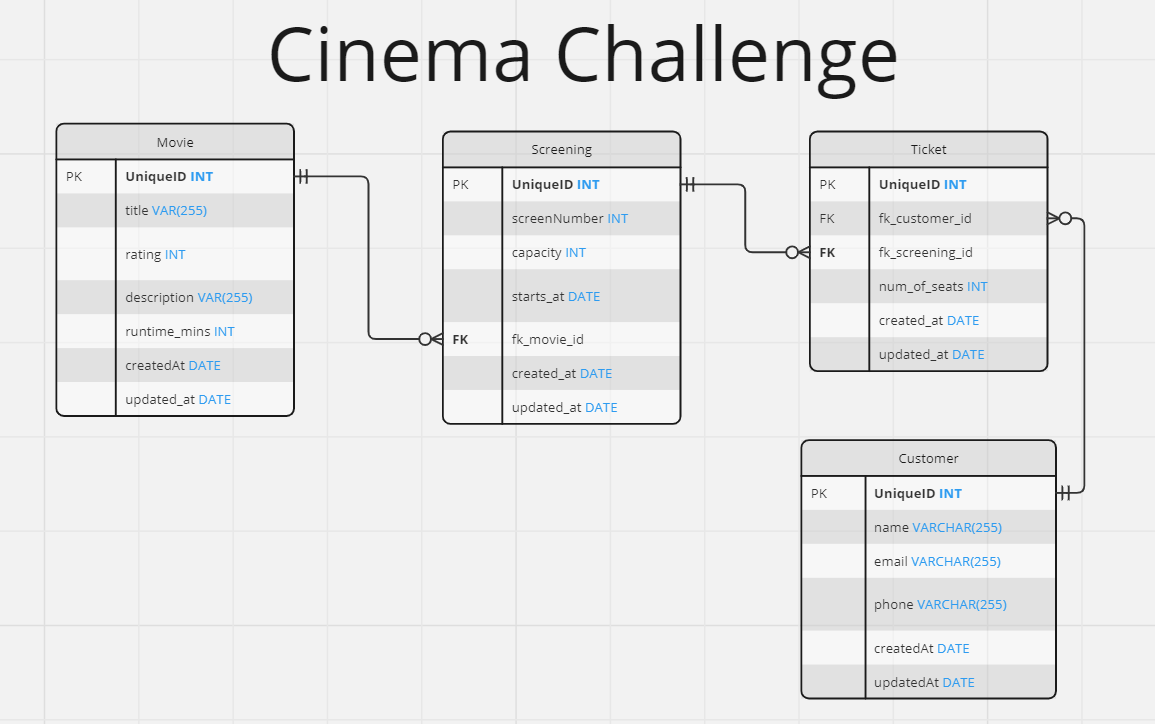 Cinema Challenge
Movie
PK UniqueID INT
title VAR(255)
rating INT
description VAR(255)
runtime_mins INT
createdAt DATE
updated_at DATE
Screening
PK UniqueID INT
screenNumber INT
capacity INT
starts_at DATE
FK fk_movie_id
created_at DATE
updated_at DATE
Ticket
PK UniqueID INT
FK fk_customer_id
FK fk_screening_id
num_of_seats INT
created_at DATE
updated_at DATE
Customer
PK UniqueID INT
name VARCHAR(255)
email VARCHAR(255)
phone VARCHAR(255)
createdAt DATE
updatedAt DATE